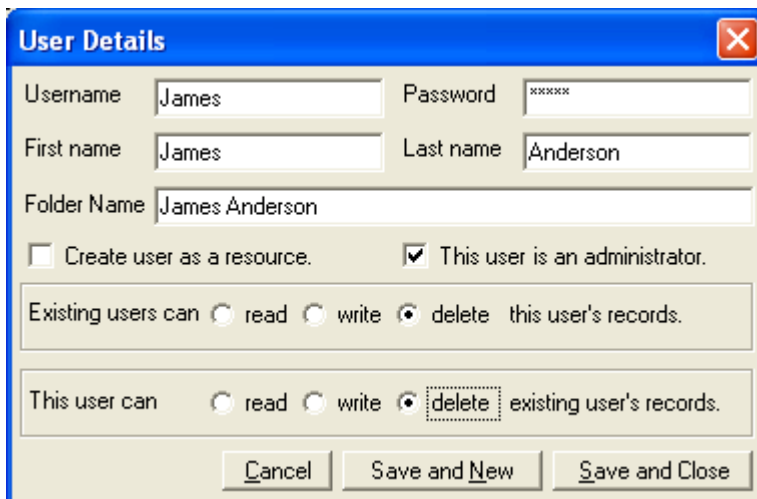 User Details
Username James Password *****
First name James Last name Anderson
Folder Name James Anderson
Create user as a resource. This user is an administrator.
Existing users can read write delete this user's records.
This user can read write delete existing user's records.
Cancel Save and New Save and Close